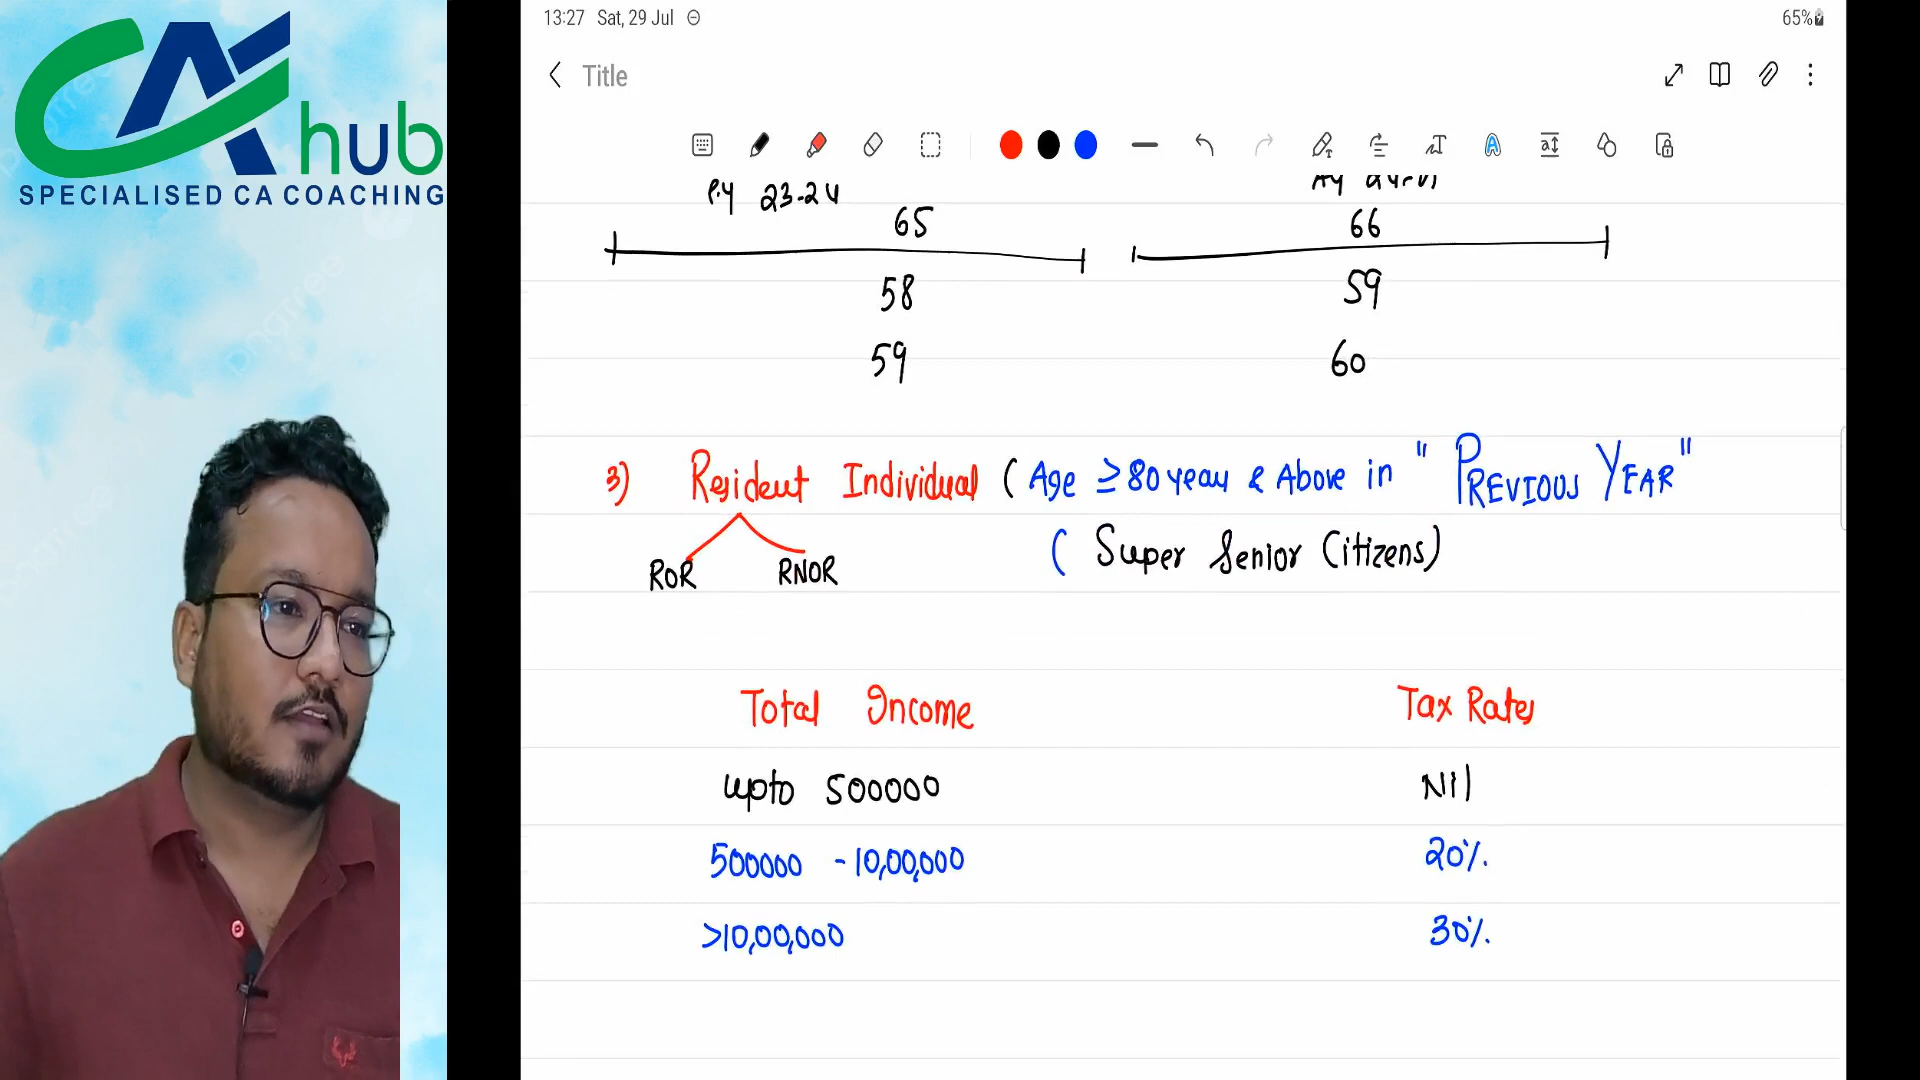 CA hub
SPECIALISED CA COACHING
13:27 Sat, 29 Jul
65%
Title
P.Y 23-24
65 66
58 59
59 60
3) Resident Individual ( Age ≥ 80 years & Above in " PREVIOUS YEAR "
ROR RNOR ( Super Senior Citizens)
Total Income Tax Rates
upto 500000 Nil
500000 - 10,00,000 20%.
>10,00,000 30%.